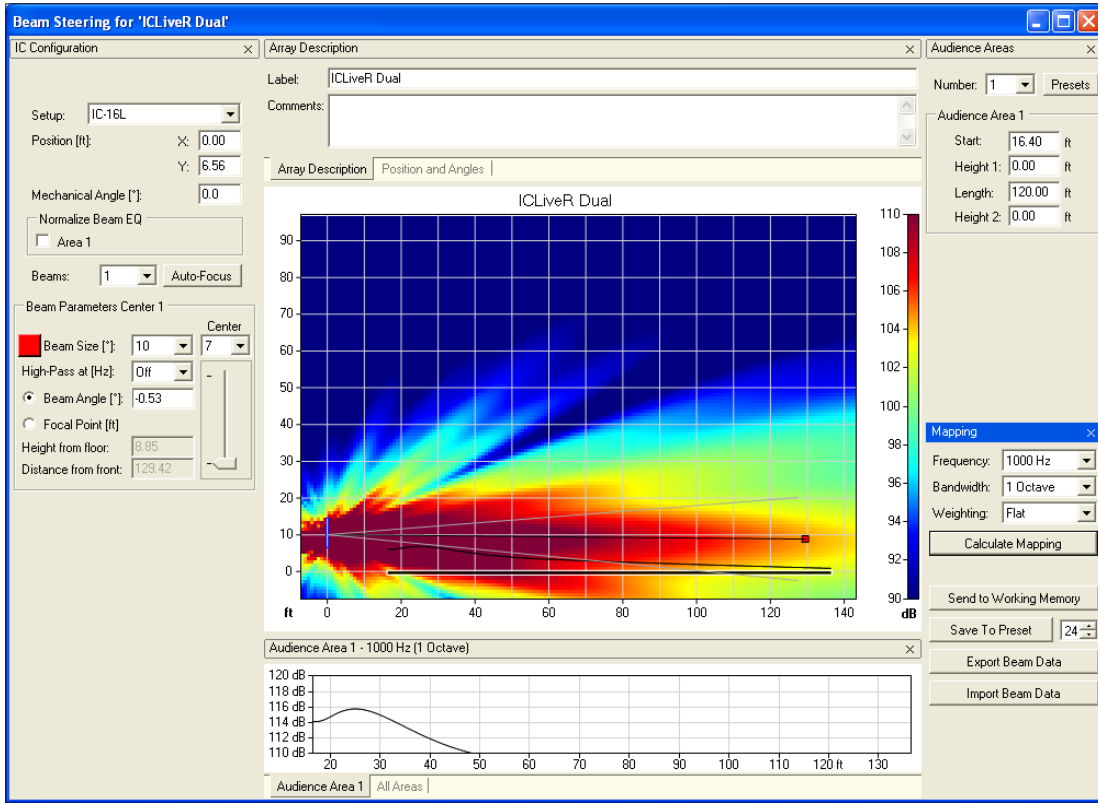 Beam Steering for 'ICLiveR Dual'
IC Configuration
Setup: IC-16L
Position [ft]: X: 0.00
Y: 6.56
Mechanical Angle [°]: 0.0
Normalize Beam EQ
Area 1
Beams: 1 Auto-Focus
Beam Parameters Center 1
Center
Beam Size [°]: 10 7
High-Pass at [Hz]: Off
Beam Angle [°]: -0.53
Focal Point [ft]
Height from floor: 8.85
Distance from front: 129.42
Array Description
Label: ICLiveR Dual
Comments:
Array Description Position and Angles
ICLiveR Dual
90
80
70
60
50
40
30
20
10
0
ft 0 20 40 60 80 100 120 140
110
108
106
104
102
100
98
96
94
92
90
dB
Audience Area 1 - 1000 Hz (1 Octave)
120 dB
118 dB
116 dB
114 dB
112 dB
110 dB
20 30 40 50 60 70 80 90 100 110 120 ft 130
Audience Area 1 All Areas
Audience Areas
Number: 1 Presets
Audience Area 1
Start: 16.40 ft
Height 1: 0.00 ft
Length: 120.00 ft
Height 2: 0.00 ft
Mapping
Frequency: 1000 Hz
Bandwidth: 1 Octave
Weighting: Flat
Calculate Mapping
Send to Working Memory
Save To Preset 24
Export Beam Data
Import Beam Data